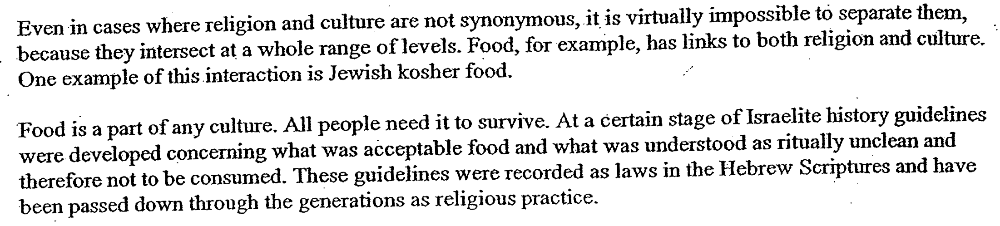 Even in cases where religion and culture are not synonymous, it is virtually impossible to separate them,
because they intersect at a whole range of levels. Food, for example, has links to both religion and culture.
One example of this interaction is Jewish kosher food.
Food is a part of any culture. All people need it to survive. At a certain stage of Israelite history guidelines
were developed concerning what was acceptable food and what was understood as ritually unclean and
therefore not to be consumed. These guidelines were recorded as laws in the Hebrew Scriptures and have
been passed down through the generations as religious practice.